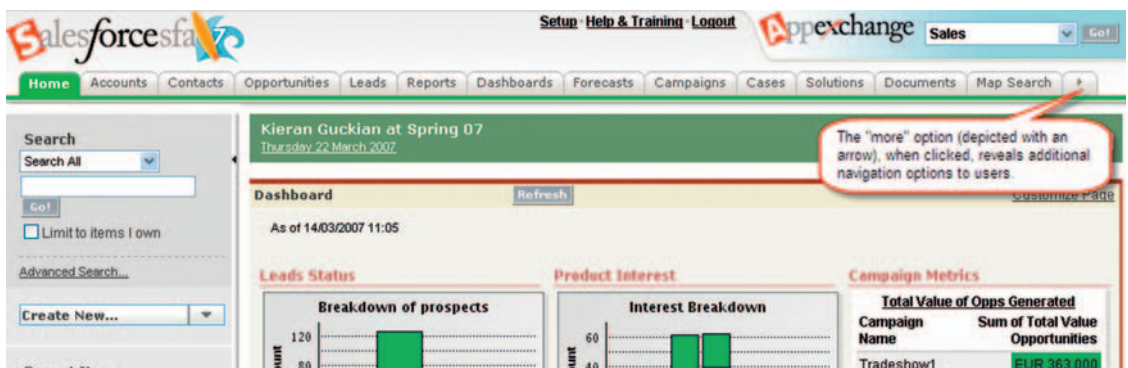 Salesforcesfa 7
Setup · Help & Training · Logout
Appexchange
Sales
Go!
Home
Accounts
Contacts
Opportunities
Leads
Reports
Dashboards
Forecasts
Campaigns
Cases
Solutions
Documents
Map Search
The "more" option (depicted with an
arrow), when clicked, reveals additional
navigation options to users.
Search
Search All
Go!
Limit to items I own
Advanced Search...
Create New...
Kieran Guckian at Spring 07
Thursday 22 March 2007
Dashboard
Refresh
Customize Page
As of 14/03/2007 11:05
Leads Status
Breakdown of prospects
120
80
Product Interest
Interest Breakdown
60
40
Campaign Metrics
Total Value of Opps Generated
Campaign
Name
Sum of Total Value
Opportunities
Tradeshow1
EUR 363,000